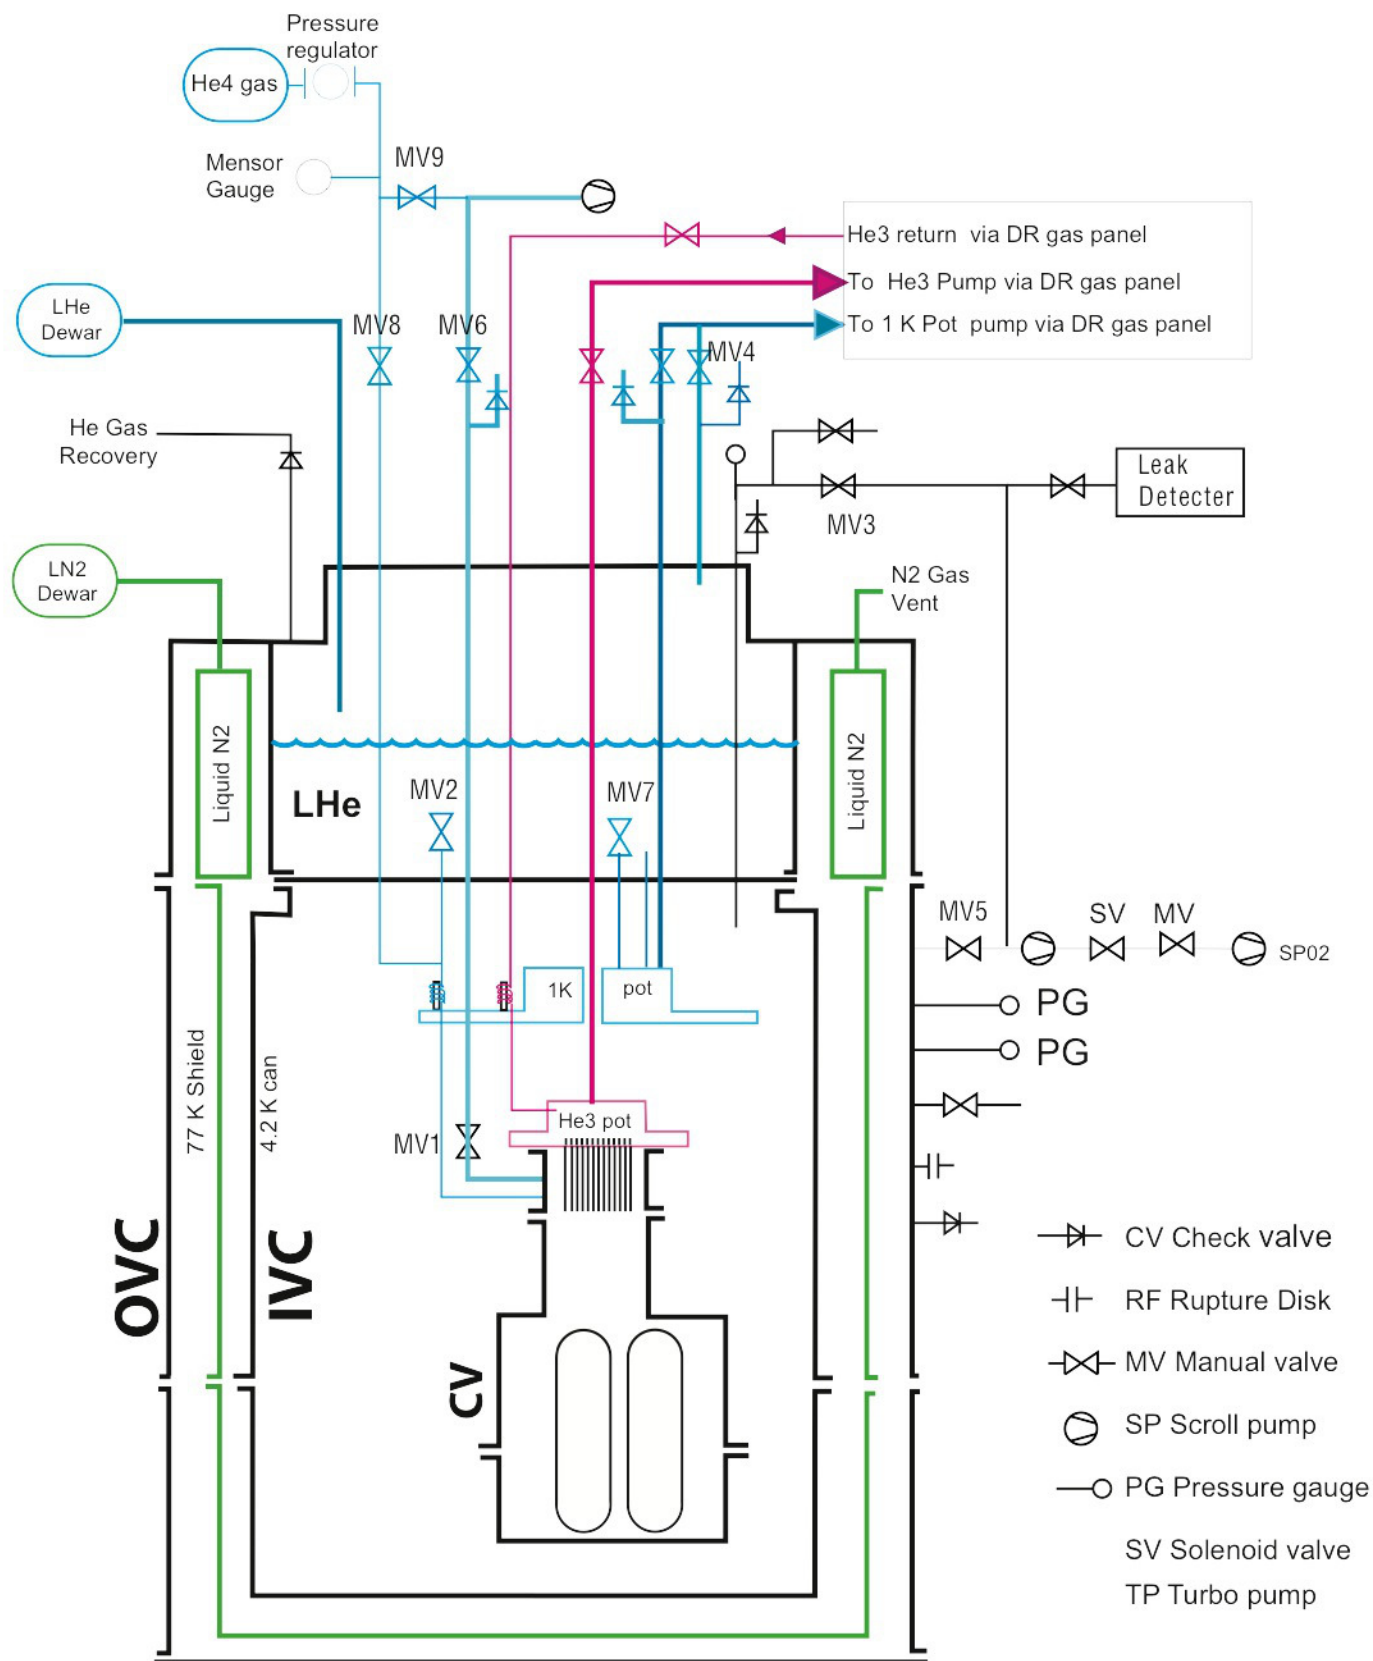 Pressure
regulator
He4 gas
Mensor
Gauge
MV9
He3 return via DR gas panel
To He3 Pump via DR gas panel
To 1 K Pot pump via DR gas panel
LHe
Dewar
MV8
MV6
MV4
He Gas
Recovery
Leak
Detecter
MV3
LN2
Dewar
N2 Gas
Vent
Liquid N2
Liquid N2
LHe
MV2
MV7
MV5
SV
MV
SP02
1K
pot
PG
PG
77 K Shield
4.2 K can
He3 pot
MV1
OVC
IVC
CV
CV Check valve
RF Rupture Disk
MV Manual valve
SP Scroll pump
PG Pressure gauge
SV Solenoid valve
TP Turbo pump